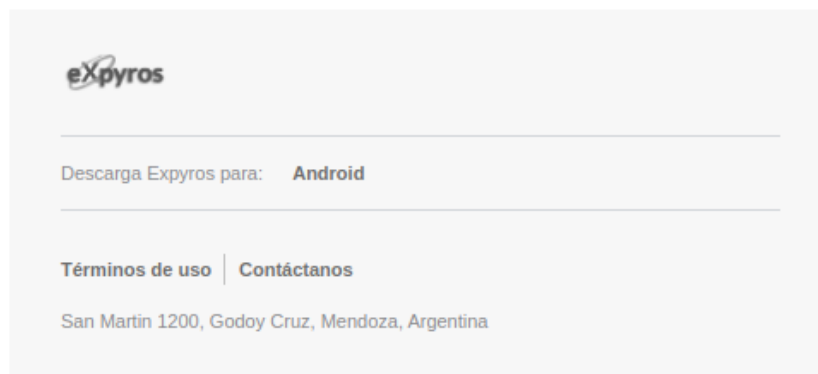 eXpyros
Descarga Expyros para: Android
Términos de uso Contáctanos
San Martin 1200, Godoy Cruz, Mendoza, Argentina